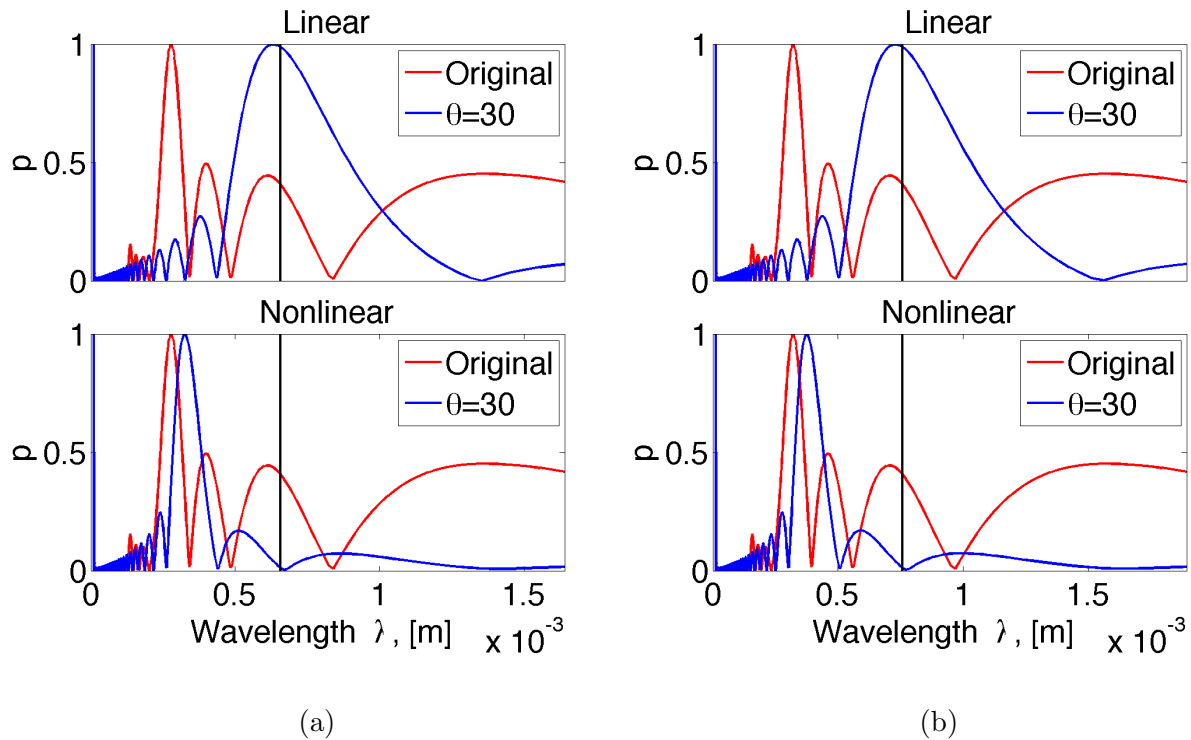 Linear
1
0.5
0
p
Original
θ=30
Nonlinear
1
0.5
0
p
Original
θ=30
0
0.5
1
1.5
Wavelength λ, [m]
x 10⁻³
(a)
Linear
1
0.5
0
p
Original
θ=30
Nonlinear
1
0.5
0
p
Original
θ=30
0
0.5
1
1.5
Wavelength λ, [m]
x 10⁻³
(b)